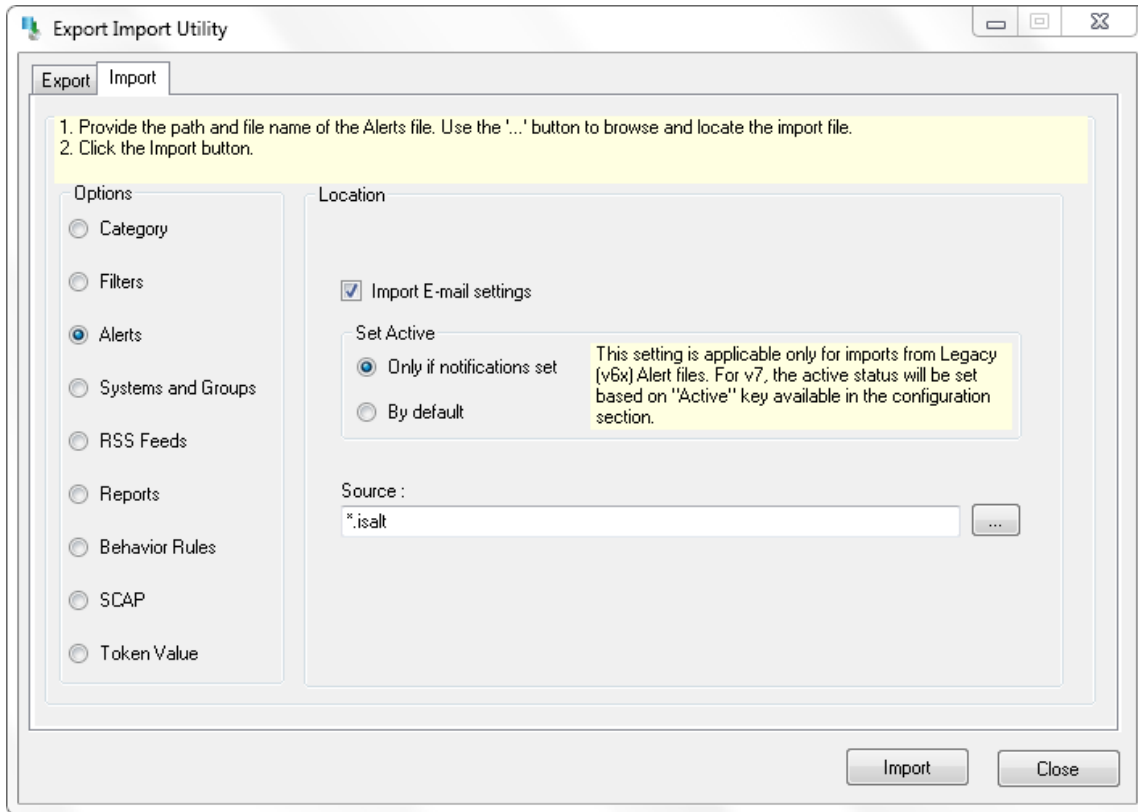 Export Import Utility
Export
Import
1. Provide the path and file name of the Alerts file. Use the '...' button to browse and locate the import file.
2. Click the Import button.
Options
Category
Filters
Alerts
Systems and Groups
RSS Feeds
Reports
Behavior Rules
SCAP
Token Value
Location
Import E-mail settings
Set Active
Only if notifications set
By default
This setting is applicable only for imports from Legacy
(v6x) Alert files. For v7, the active status will be set
based on "Active" key available in the configuration
section.
Source :
*.isalt
...
Import
Close